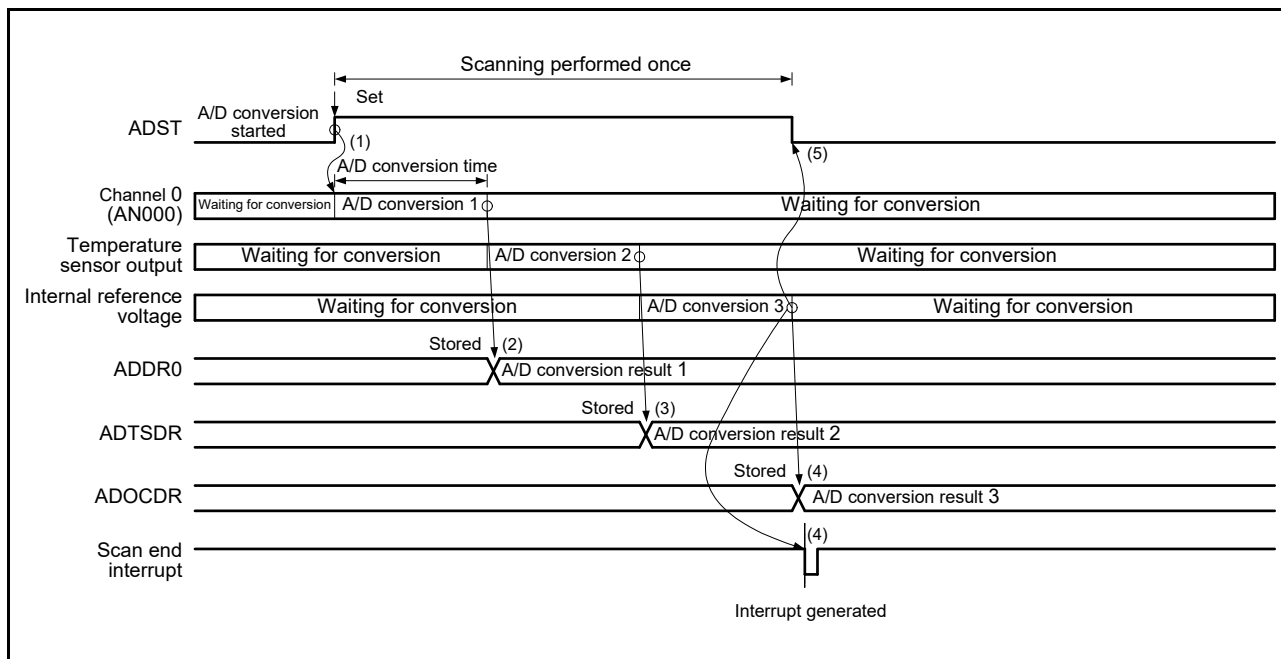 Scanning performed once
Set
ADST
A/D conversion
started
(1)
(5)
A/D conversion time
Channel 0
(AN000)
Waiting for conversion
A/D conversion 1
Waiting for conversion
Temperature
sensor output
Waiting for conversion
A/D conversion 2
Waiting for conversion
Internal reference
voltage
Waiting for conversion
A/D conversion 3
Waiting for conversion
Stored
(2)
ADDR0
A/D conversion result 1
Stored
(3)
ADTSDR
A/D conversion result 2
Stored
(4)
ADOCDR
A/D conversion result 3
(4)
Scan end
interrupt
Interrupt generated